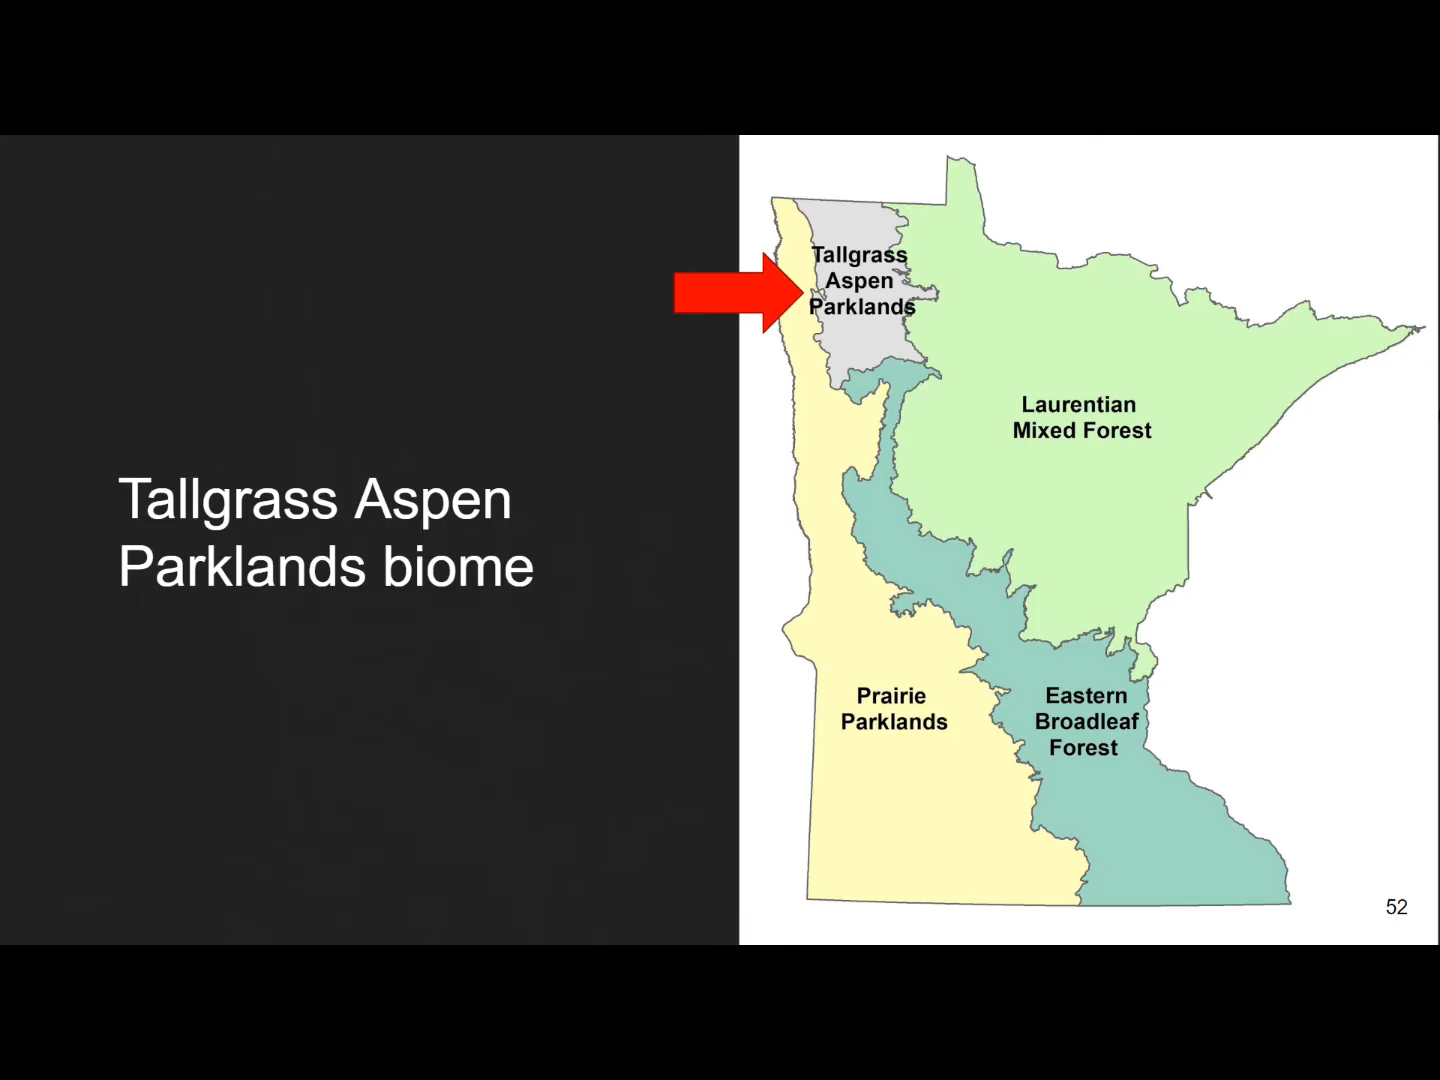 Tallgrass Aspen
Parklands biome
Tallgrass
Aspen
Parklands
Laurentian
Mixed Forest
Prairie
Parklands
Eastern
Broadleaf
Forest
52